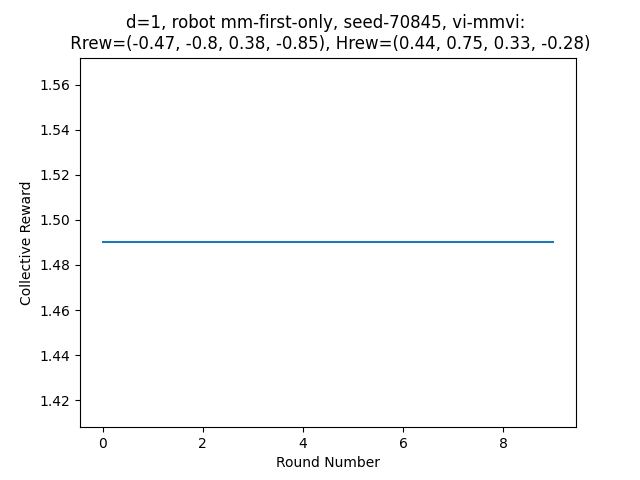 d=1, robot mm-first-only, seed-70845, vi-mmvi:
Rrew=(-0.47, -0.8, 0.38, -0.85), Hrew=(0.44, 0.75, 0.33, -0.28)
1.56
1.54
1.52
1.50
1.48
1.46
1.44
1.42
Collective Reward
0 2 4 6 8
Round Number